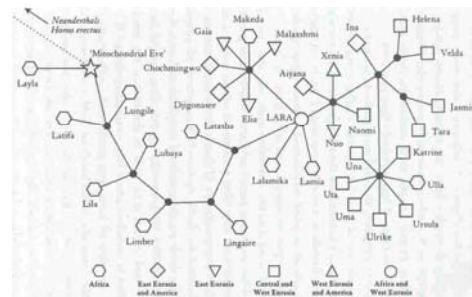 Neanderthals
Homo erectus
'Mitochondrial Eve'
Layla
Latifa
Lungile
Lubaya
Lila
Limber
Lingaire
Latasha
Makeda
Gaia
Malaxshmi
Chochmingwu
Djigonasee
Elia
LARA
Lalamika
Lamia
Aiyana
Xenia
Naomi
Nuo
Ina
Helena
Velda
Jasmi
Tara
Una
Katrine
Uta
Ulla
Uma
Ursula
Ulrike
Africa
East Eurasia
and America
East Eurasia
Central and
West Eurasia
West Eurasia
and America
Africa and
West Eurasia